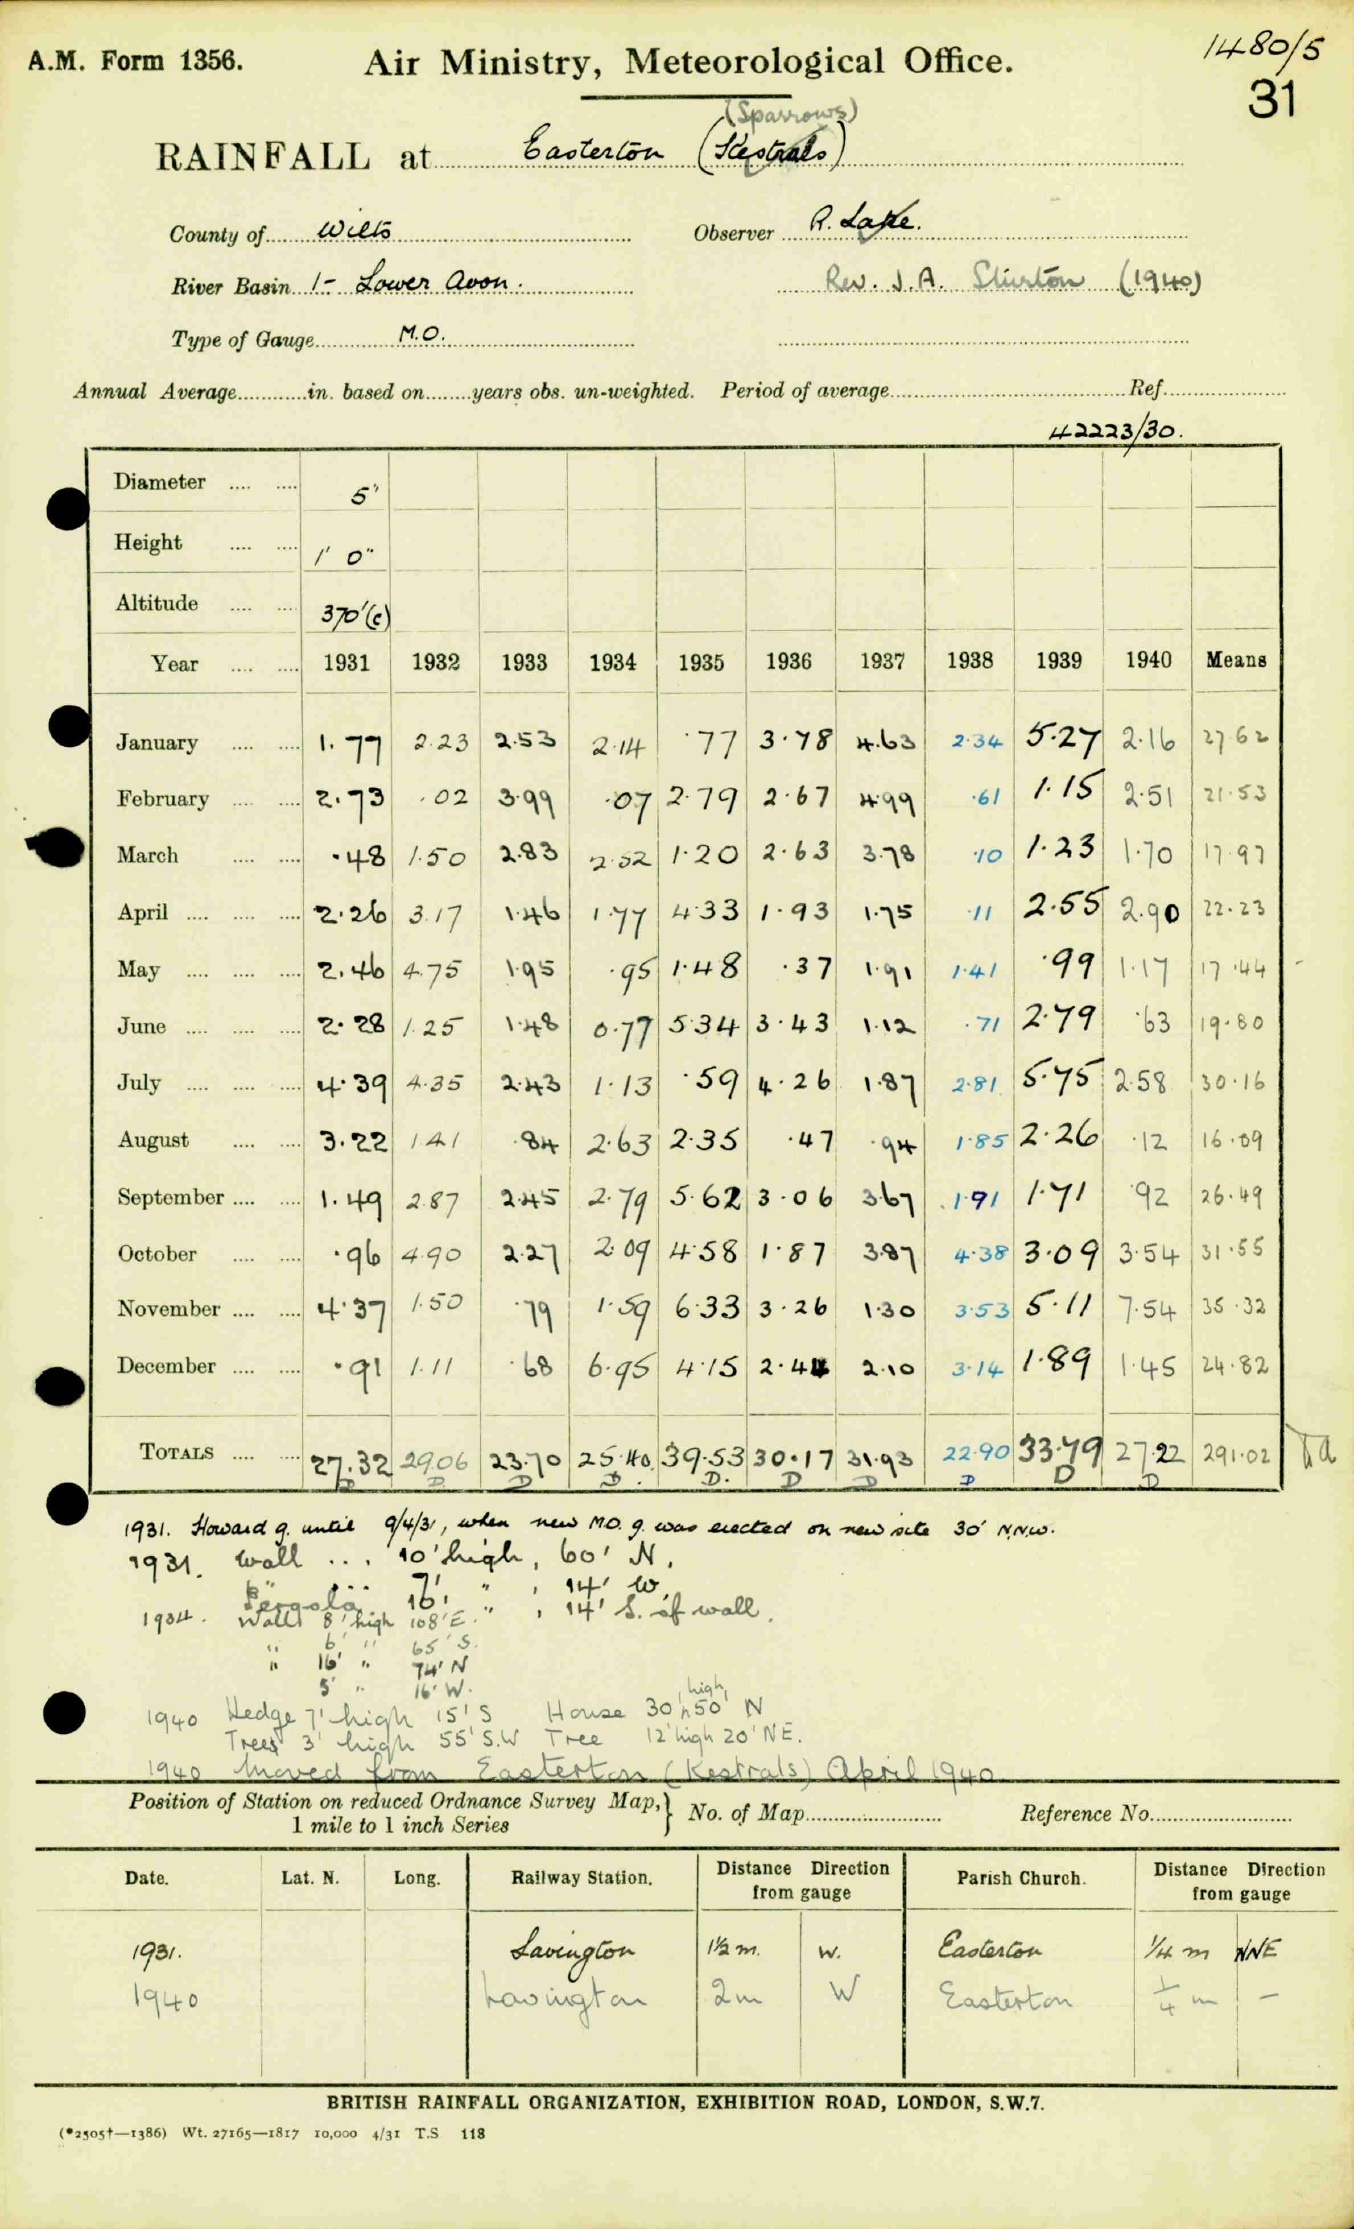 A.M. Form 1356. Air Ministry, Meteorological Office. 1480/5
31
(Sparrows)
RAINFALL at Easterton (Kestrals)
County of Wilts Observer R. Lake.
River Basin 1- Lower Avon. Rev. J.A. Stirton (1940)
Type of Gauge M.O.
Annual Average in. based on years obs. un-weighted. Period of average Ref.
42223/30.
Diameter 5"
Height 1' 0"
Altitude 370'(c)
Year 1931 1932 1933 1934 1935 1936 1937 1938 1939 1940 Means
January 1.77 2.23 2.53 2.14 .77 3.78 4.63 2.34 5.27 2.16 27.62
February 2.73 .02 3.99 .07 2.79 2.67 4.99 .61 1.15 2.51 21.53
March .48 1.50 2.83 2.52 1.20 2.63 3.78 .10 1.23 1.70 17.97
April 2.26 3.17 1.46 1.77 4.33 1.93 1.75 .11 2.55 2.90 22.23
May 2.46 4.75 1.95 .95 1.48 .37 1.91 1.41 .99 1.17 17.44
June 2.28 1.25 1.48 0.77 5.34 3.43 1.12 .71 2.79 .63 19.80
July 4.39 4.35 2.43 1.13 .59 4.26 1.87 2.81 5.75 2.58 30.16
August 3.22 1.41 .84 2.63 2.35 .47 .94 1.85 2.26 .12 16.09
September 1.49 2.87 2.45 2.79 5.62 3.06 3.67 1.91 1.71 .92 26.49
October .96 4.90 2.27 2.09 4.58 1.87 3.87 4.38 3.09 3.54 31.55
November 4.37 1.50 .79 1.59 6.33 3.26 1.30 3.53 5.11 7.54 35.32
December .91 1.11 .68 6.95 4.15 2.44 2.10 3.14 1.89 1.45 24.82
TOTALS 27.32 29.06 23.70 25.40 39.53 30.17 31.93 22.90 33.79 27.22 291.02
D D D D D. D D D D D
1931. Howard g. until 9/4/31, when new M.O. g. was erected on new site 30' N.N.W.
1931. Wall ... 10' high, 60' N.
" ... 7' " , 14' W.
Pergola 16' " , 14' S. of wall.
1934. Walls 8' high 108' E.
" 6' " 65' S.
" 16' " 74' N
5' " 16' W.
1940 Hedge 7' high 15' S House 30' high 50' N
Trees 3' high 55' S.W Tree 12' high 20' NE.
1940 Moved from Easterton (Kestrals) April 1940
Position of Station on reduced Ordnance Survey Map, 1 mile to 1 inch Series } No. of Map Reference No.
Date. Lat. N. Long. Railway Station. Distance Direction from gauge Parish Church. Distance Direction from gauge
1931. Lavington 1½ m. W. Easterton ¼ m NNE
1940 Lavington 2m W Easterton ¼ m –
BRITISH RAINFALL ORGANIZATION, EXHIBITION ROAD, LONDON, S.W.7.
(*2505†—1386) Wt. 27165—1817 10,000 4/31 T.S 118